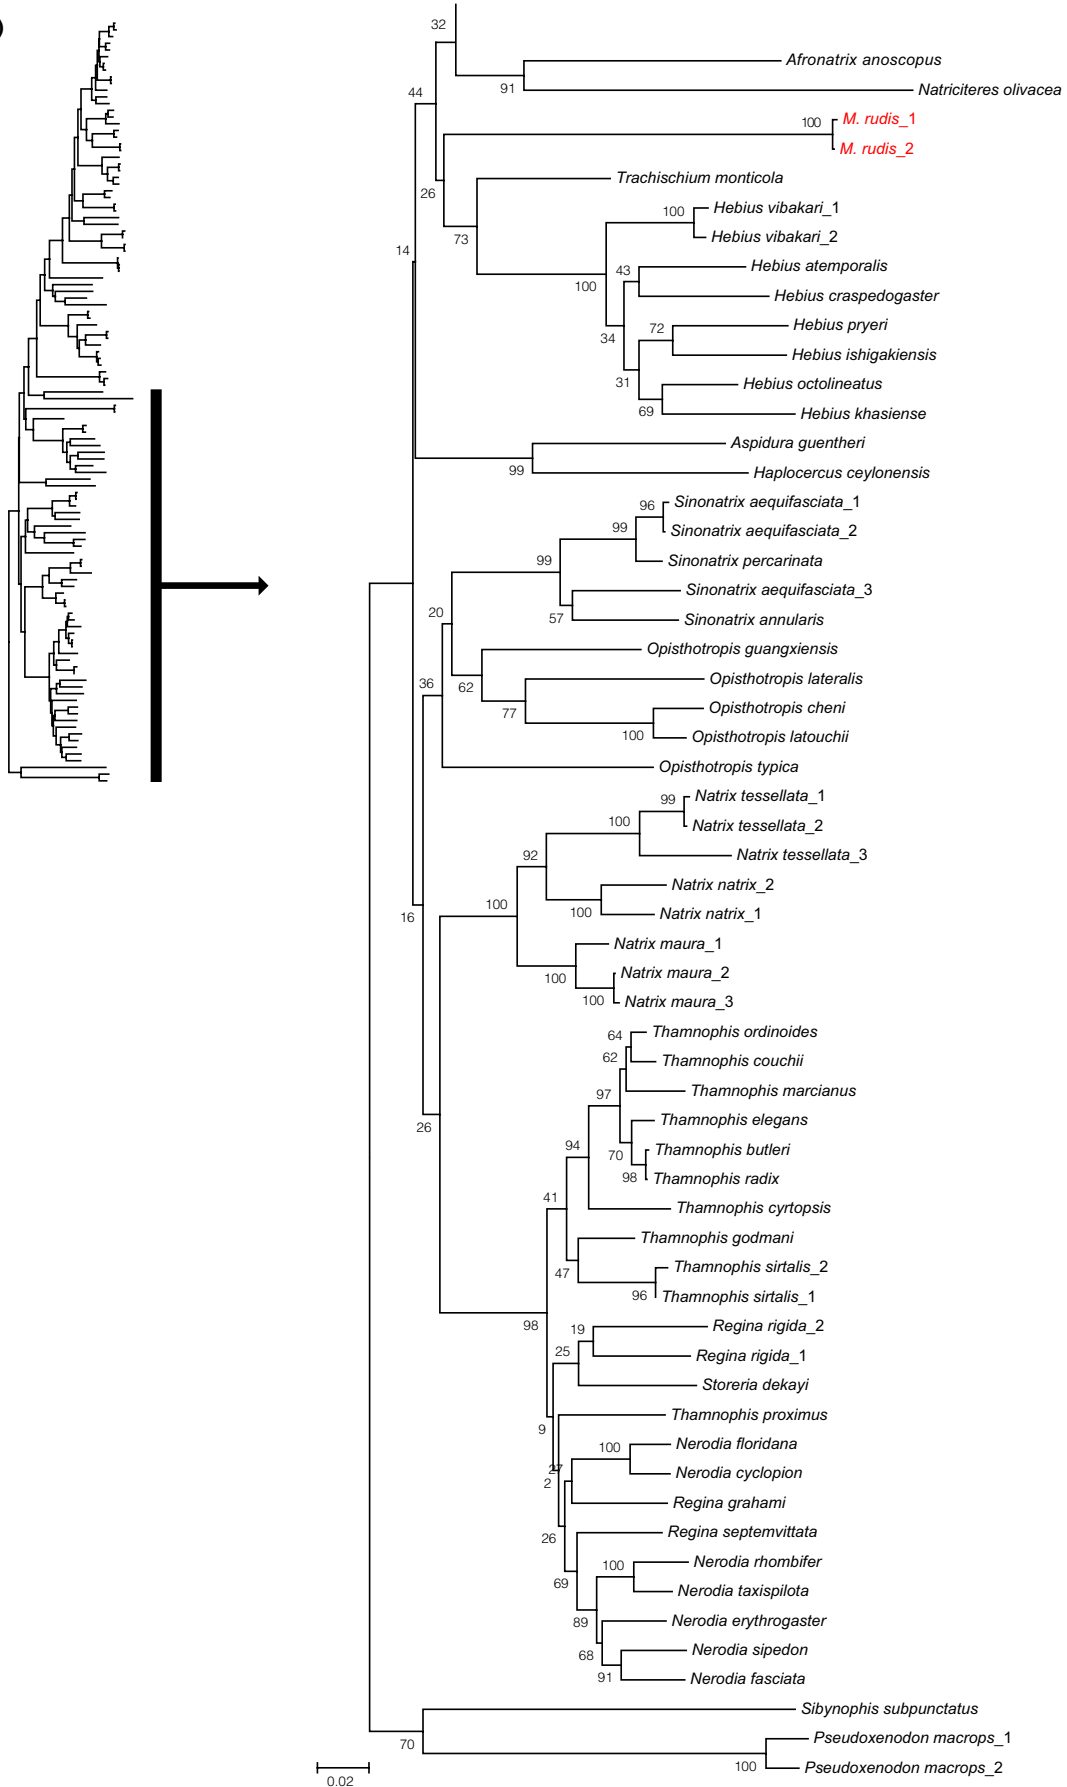 32
Afronatrix anoscopus
91
Natriciteres olivacea
44
100
M. rudis_1
M. rudis_2
Trachischium monticola
26
100
Hebius vibakari_1
73
Hebius vibakari_2
14
43
Hebius atemporalis
100
Hebius craspedogaster
72
Hebius pryeri
34
Hebius ishigakiensis
31
Hebius octolineatus
69
Hebius khasiense
Aspidura guentheri
99
Haplocercus ceylonensis
96
Sinonatrix aequifasciata_1
99
Sinonatrix aequifasciata_2
99
Sinonatrix percarinata
Sinonatrix aequifasciata_3
20
57
Sinonatrix annularis
Opisthotropis guangxiensis
36
62
Opisthotropis lateralis
77
Opisthotropis cheni
100
Opisthotropis latouchii
Opisthotropis typica
99
Natrix tessellata_1
100
Natrix tessellata_2
92
Natrix tessellata_3
Natrix natrix_2
100
100
Natrix natrix_1
16
Natrix maura_1
100
Natrix maura_2
100
Natrix maura_3
64
Thamnophis ordinoides
62
Thamnophis couchii
97
Thamnophis marcianus
26
Thamnophis elegans
94
70
Thamnophis butleri
98
Thamnophis radix
41
Thamnophis cyrtopsis
Thamnophis godmani
47
Thamnophis sirtalis_2
96
Thamnophis sirtalis_1
98
19
Regina rigida_2
25
Regina rigida_1
Storeria dekayi
9
Thamnophis proximus
100
Nerodia floridana
27
2
Nerodia cyclopion
Regina grahami
26
Regina septemvittata
100
Nerodia rhombifer
69
Nerodia taxispilota
89
Nerodia erythrogaster
68
Nerodia sipedon
91
Nerodia fasciata
Sibynophis subpunctatus
70
Pseudoxenodon macrops_1
100
Pseudoxenodon macrops_2
0.02